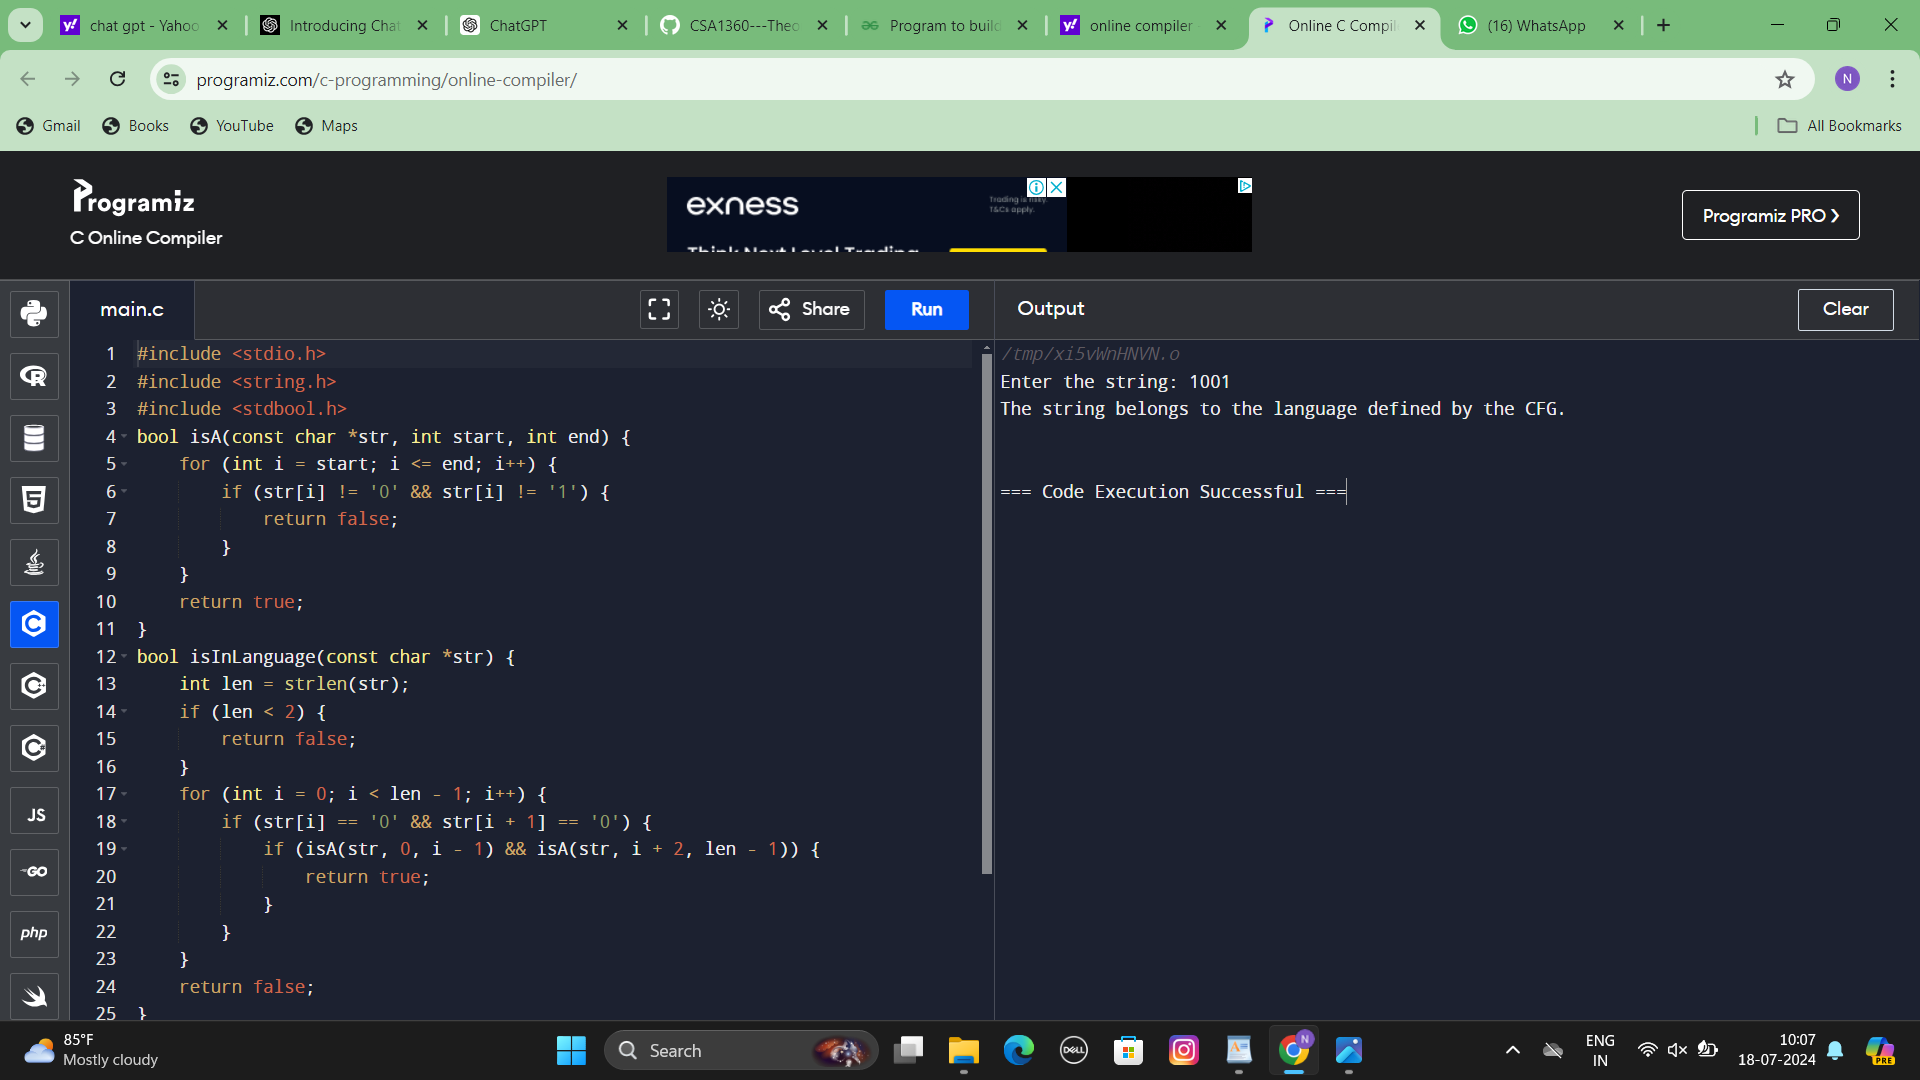 chat gpt - Yahoo
Introducing Chat
ChatGPT
CSA1360---Theo
Program to build
online compiler
Online C Compil
(16) WhatsApp
programiz.com/c-programming/online-compiler/
N
Gmail
Books
YouTube
Maps
All Bookmarks
Programiz
C Online Compiler
exness
Trading is risky.
T&Cs apply.
Think Next Level Trading
Programiz PRO
main.c
Share
Run
Output
Clear
1 #include <stdio.h>
2 #include <string.h>
3 #include <stdbool.h>
4 bool isA(const char *str, int start, int end) {
5 for (int i = start; i <= end; i++) {
6 if (str[i] != '0' && str[i] != '1') {
7 return false;
8 }
9 }
10 return true;
11 }
12 bool isInLanguage(const char *str) {
13 int len = strlen(str);
14 if (len < 2) {
15 return false;
16 }
17 for (int i = 0; i < len - 1; i++) {
18 if (str[i] == '0' && str[i + 1] == '0') {
19 if (isA(str, 0, i - 1) && isA(str, i + 2, len - 1)) {
20 return true;
21 }
22 }
23 }
24 return false;
25 }
/tmp/xi5vWnHNVN.o
Enter the string: 1001
The string belongs to the language defined by the CFG.
=== Code Execution Successful ===
JS
GO
php
85°F
Mostly cloudy
Search
DELL
N
ENG
IN
10:07
18-07-2024
PRE